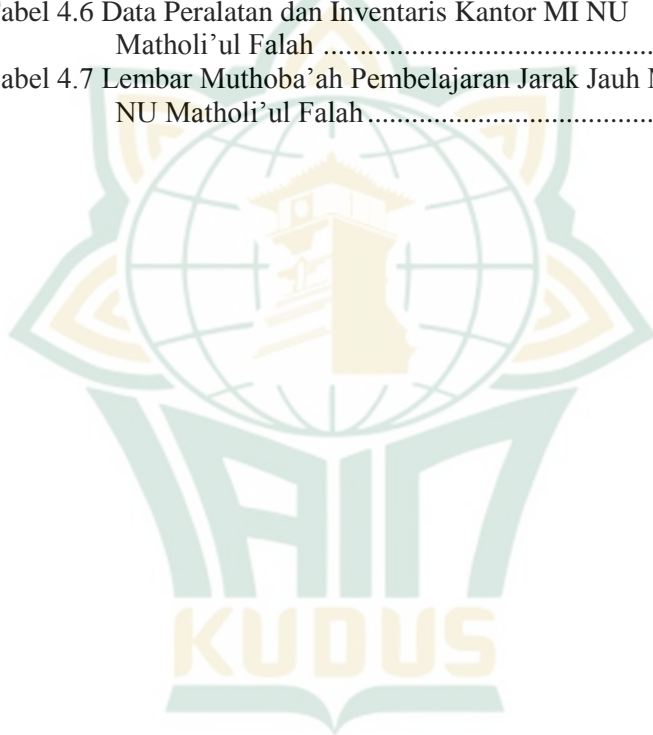 abel 4.6 Data Peralatan dan Inventaris Kantor MI NU
Matholi’ul Falah ............................................
abel 4.7 Lembar Muthoba’ah Pembelajaran Jarak Jauh M
NU Matholi’ul Falah ....................................
IAIN
KUDUS